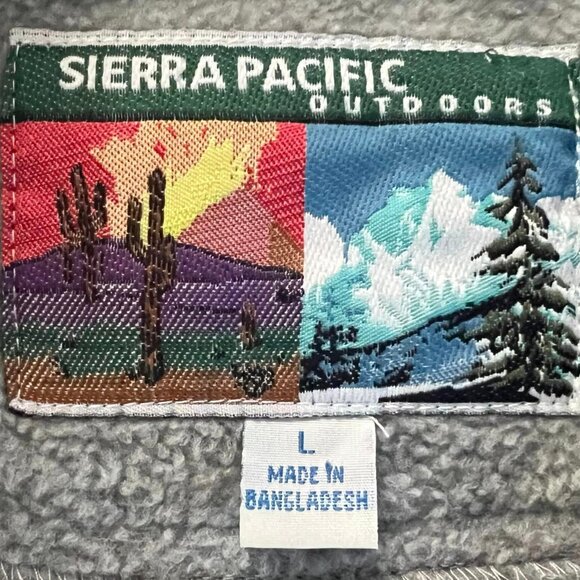 SIERRA PACIFIC
OUTDOORS
L
MADE IN
BANGLADESH